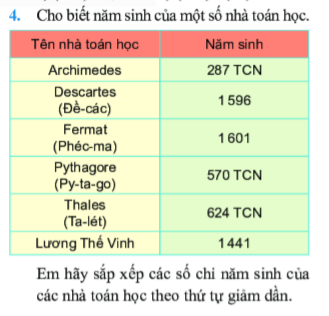 4. Cho biết năm sinh của một số nhà toán học.
Tên nhà toán học Năm sinh
Archimedes 287 TCN
Descartes
(Đề-các) 1 596
Fermat
(Phéc-ma) 1 601
Pythagore
(Py-ta-go) 570 TCN
Thales
(Ta-lét) 624 TCN
Lương Thế Vinh 1 441
Em hãy sắp xếp các số chỉ năm sinh của
các nhà toán học theo thứ tự giảm dần.